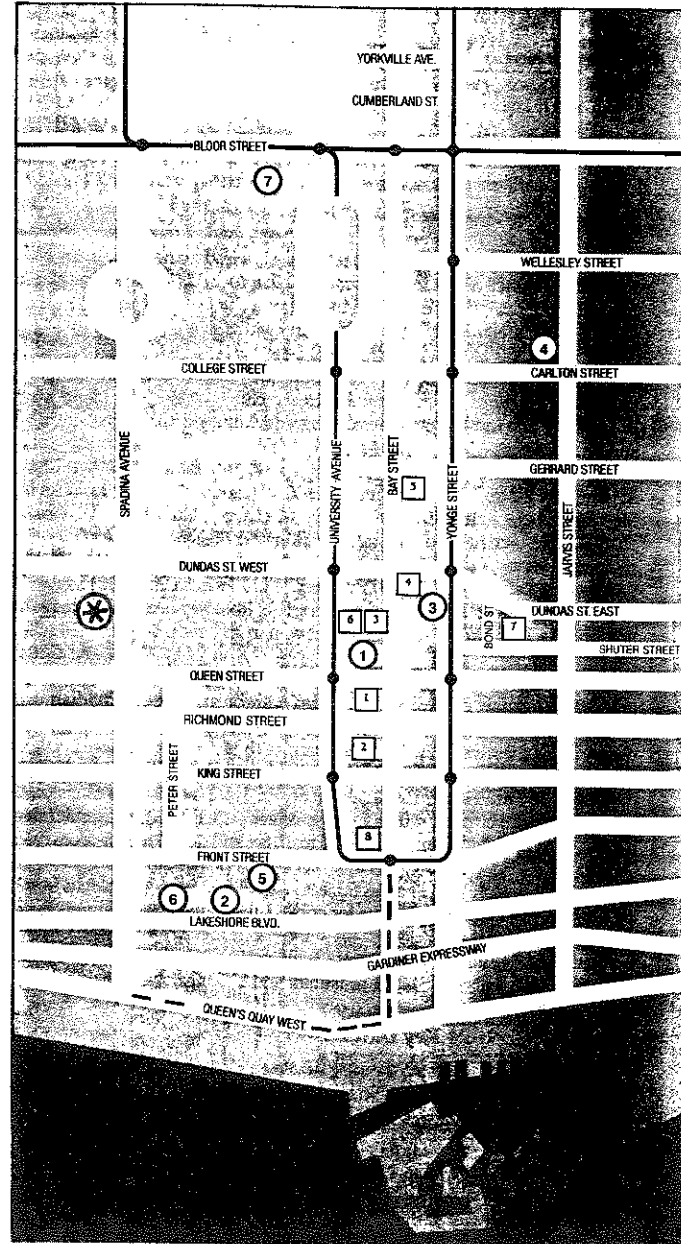 YORKVILLE AVE.
CUMBERLAND ST.
BLOOR STREET
7
WELLESLEY STREET
4
COLLEGE STREET
CARLTON STREET
SPADINA AVENUE
UNIVERSITY AVENUE
BAY STREET
YONGE STREET
GERRARD STREET
JARVIS STREET
5
DUNDAS ST. WEST
4
3
DUNDAS ST. EAST
6
3
BOND ST
7
1
SHUTER STREET
QUEEN STREET
1
RICHMOND STREET
2
PETER STREET
KING STREET
8
FRONT STREET
5
6
2
LAKESHORE BLVD.
GARDINER EXPRESSWAY
QUEEN'S QUAY WEST